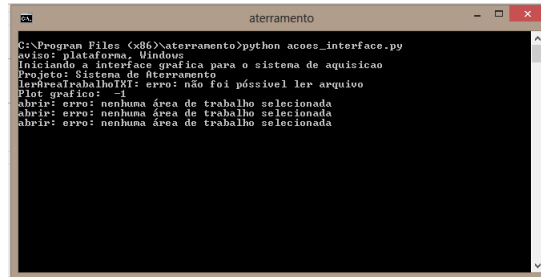 aterramento
C:\Program Files (x86)\aterramento>python acoes_interface.py
aviso: plataforma, Windows
Iniciando a interface grafica para o sistema de aquisicao
Projeto: Sistema de Aterramento
lerAreaTrabalhoTXT: erro: não foi póssivel ler arquivo
Plot grafico:  -1
abrir: erro: nenhuma área de trabalho selecionada
abrir: erro: nenhuma área de trabalho selecionada
abrir: erro: nenhuma área de trabalho selecionada